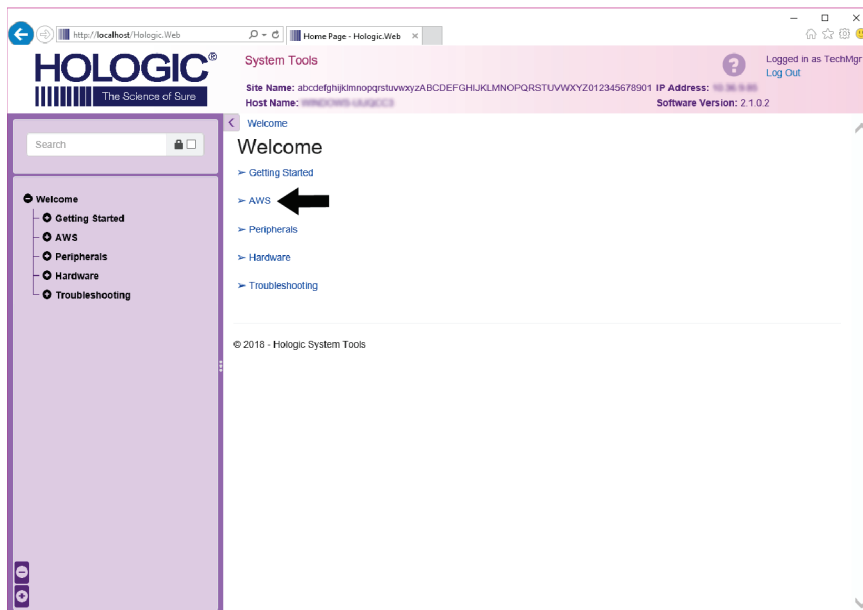 http://localhost/Hologic.Web
Home Page - Hologic.Web
HOLOGIC®
The Science of Sure
System Tools
Logged in as TechMgr
Log Out
Site Name: abcdefghijklmnopqrstuvwxyzABCDEFGHIJKLMNOPQRSTUVWXYZ012345678901 IP Address:
Host Name:
Software Version: 2.1.0.2
Search
Welcome
Getting Started
AWS
Peripherals
Hardware
Troubleshooting
Welcome
Welcome
➢ Getting Started
➢ AWS
➢ Peripherals
➢ Hardware
➢ Troubleshooting
© 2018 - Hologic System Tools